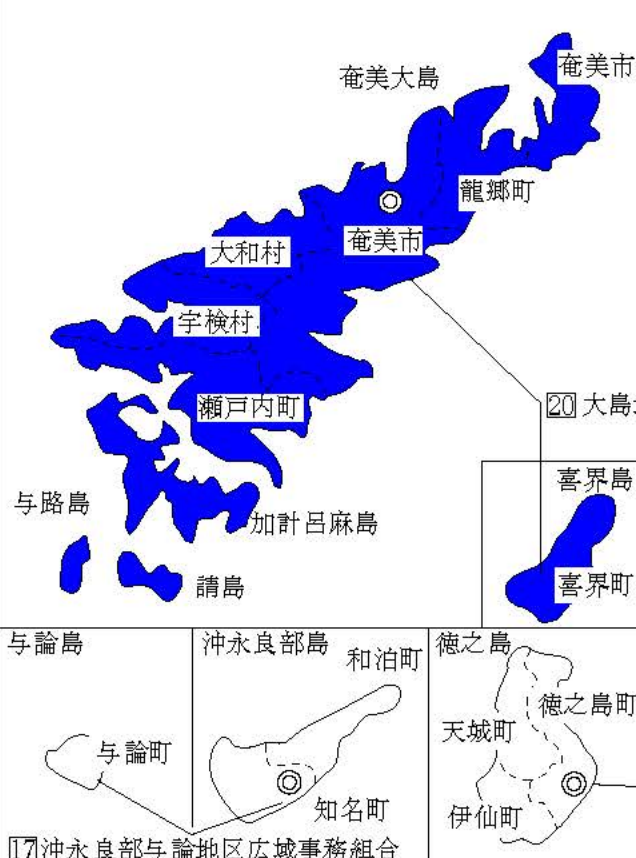 奄美市
奄美大島
龍郷町
奄美市
大和村
宇検村
瀬戸内町
20 大島
喜界島
与路島
加計呂麻島
請島
喜界町
与論島
沖永良部島
徳之島
和泊町
徳之島町
天城町
与論町
知名町
伊仙町
17沖永良部与論地区広域事務組合